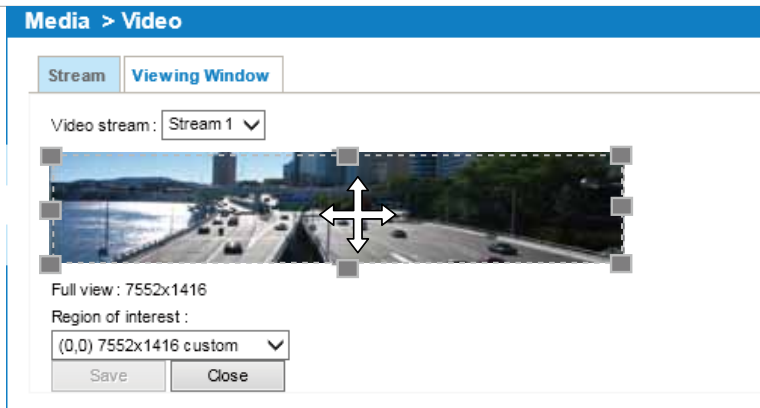 Media > Video
Stream Viewing Window
Video stream : Stream 1
Full view : 7552x1416
Region of interest :
(0,0) 7552x1416 custom
Save Close